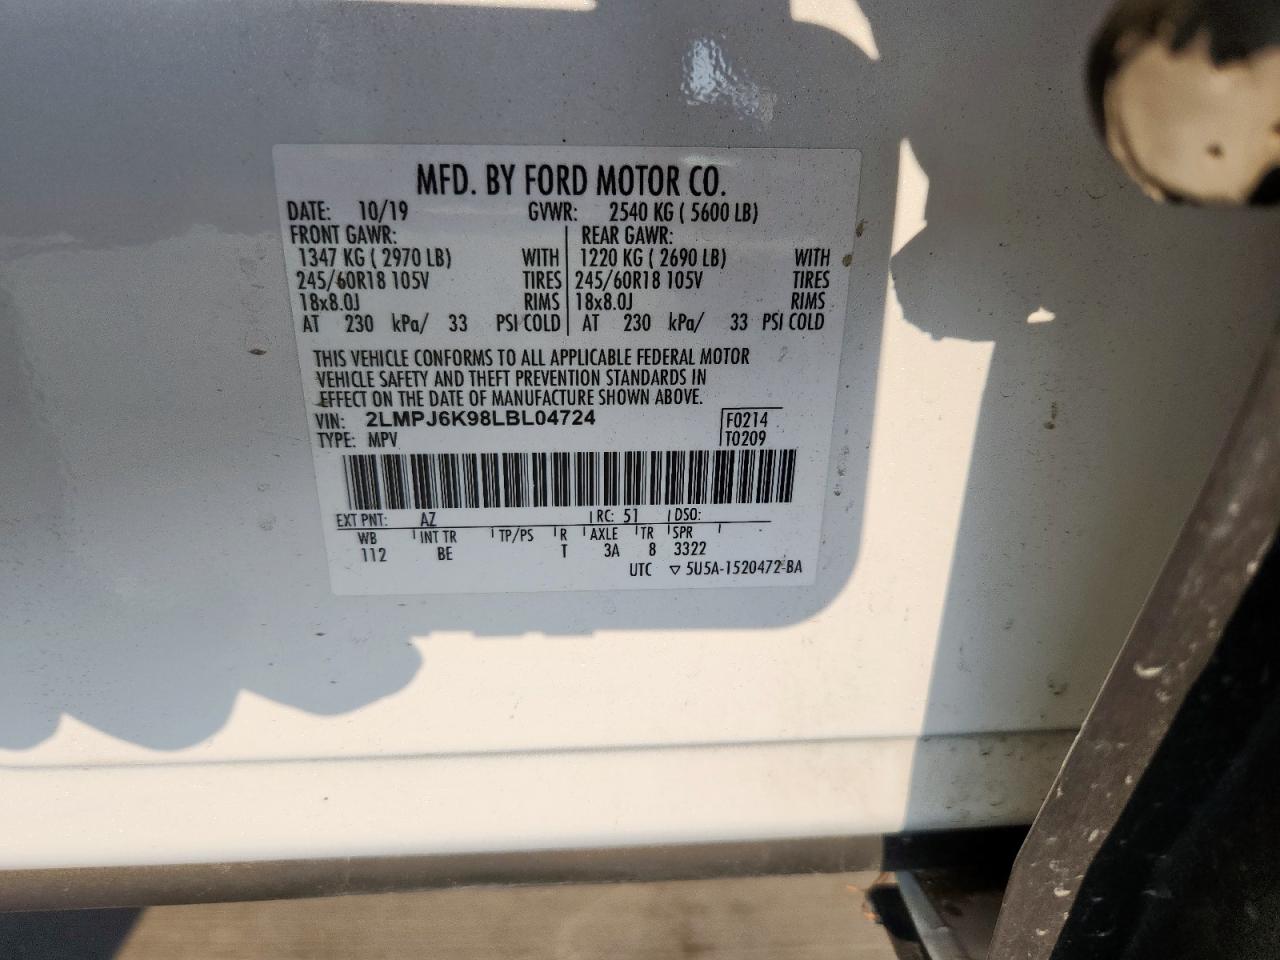 MFD. BY FORD MOTOR CO.
DATE: 10/19 GVWR: 2540 KG ( 5600 LB)
FRONT GAWR: REAR GAWR:
1347 KG ( 2970 LB) WITH 1220 KG ( 2690 LB) WITH
245/60R18 105V TIRES 245/60R18 105V TIRES
18x8.0J RIMS 18x8.0J RIMS
AT 230 kPa/ 33 PSI COLD AT 230 kPa/ 33 PSI COLD
THIS VEHICLE CONFORMS TO ALL APPLICABLE FEDERAL MOTOR
VEHICLE SAFETY AND THEFT PREVENTION STANDARDS IN
EFFECT ON THE DATE OF MANUFACTURE SHOWN ABOVE.
VIN: 2LMPJ6K98LBL04724 F0214
TYPE: MPV T0209
EXT PNT: AZ RC: 51 DSO:
WB INT TR TP/PS R AXLE TR SPR
112 BE T 3A 8 3322
UTC ▽ 5U5A-1520472-BA